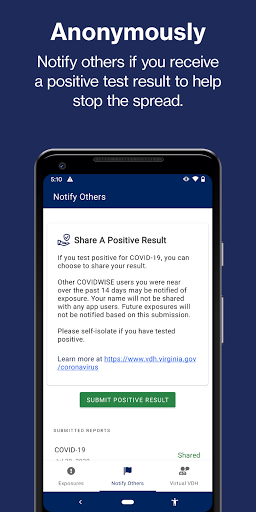 Anonymously
Notify others if you receive
a positive test result to help
stop the spread.
5:10
Notify Others
Share A Positive Result
If you test positive for COVID-19, you can
choose to share your result.
Other COVIDWISE users you were near
over the past 14 days may be notified of
exposure. Your name will not be shared
with any app users. Future exposures will
not be notified based on this submission.
Please self-isolate if you have tested
positive.
Learn more at https://www.vdh.virginia.gov
/coronavirus
SUBMIT POSITIVE RESULT
SUBMITTED REPORTS
COVID-19
Shared
Exposures
Notify Others
Virtual VDH